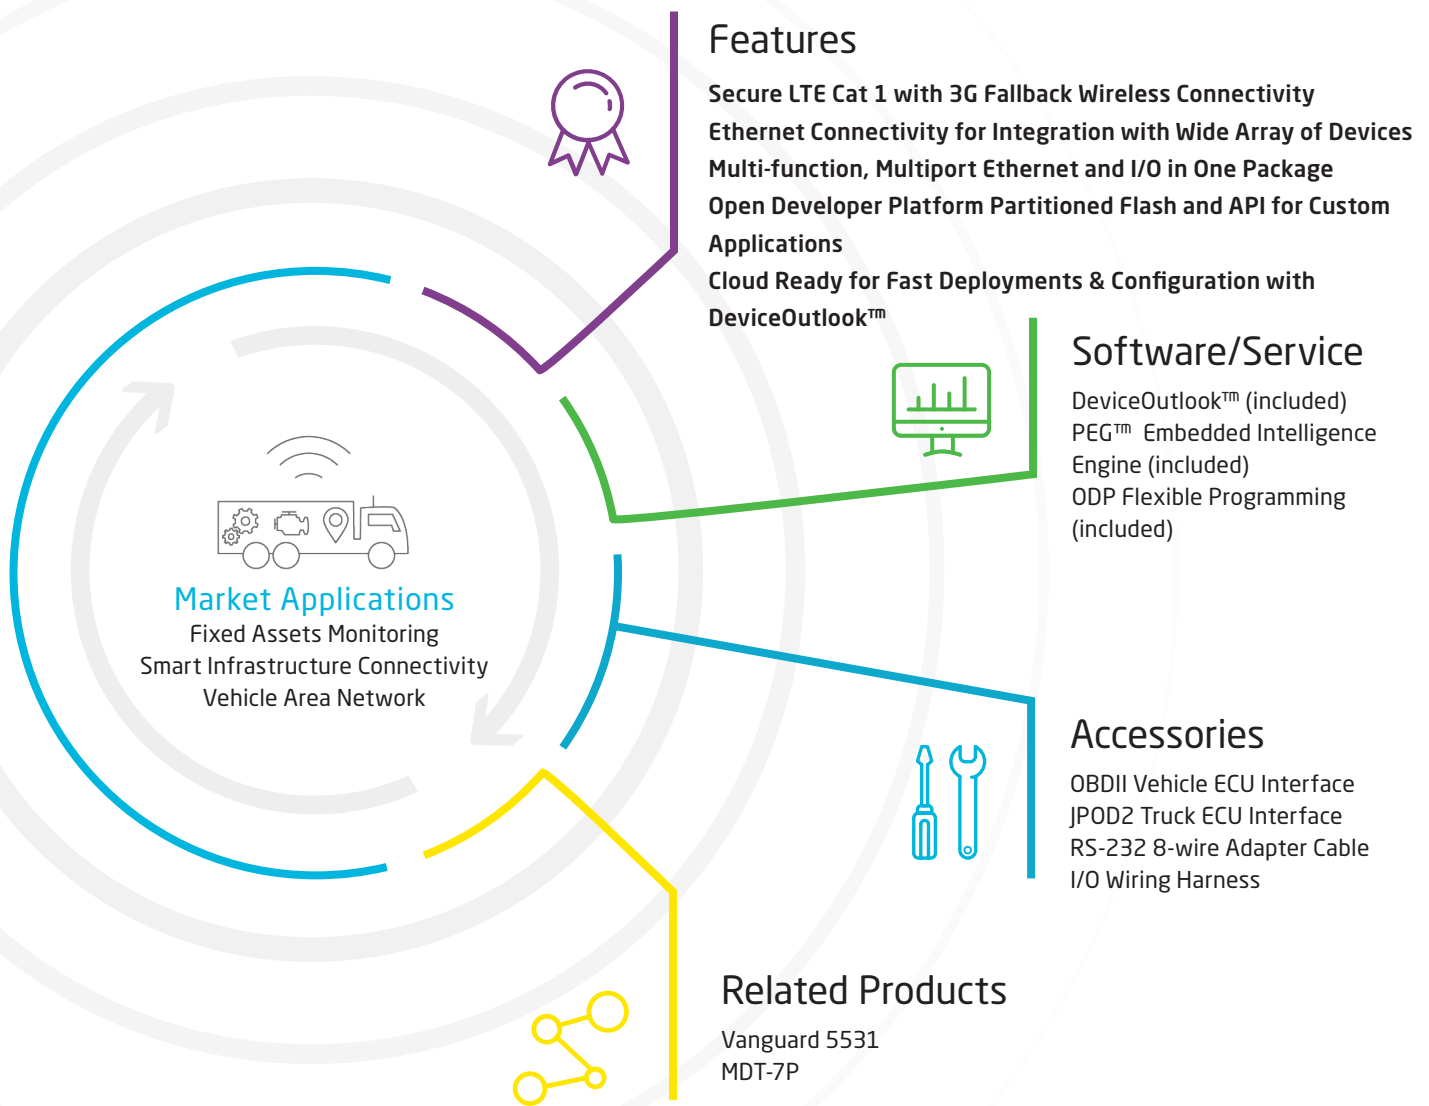 Features
Secure LTE Cat 1 with 3G Fallback Wireless Connectivity
Ethernet Connectivity for Integration with Wide Array of Devices
Multi-function, Multiport Ethernet and I/O in One Package
Open Developer Platform Partitioned Flash and API for Custom
Applications
Cloud Ready for Fast Deployments & Configuration with
DeviceOutlook™
Software/Service
DeviceOutlook™ (included)
PEG™ Embedded Intelligence
Engine (included)
ODP Flexible Programming
(included)
Market Applications
Fixed Assets Monitoring
Smart Infrastructure Connectivity
Vehicle Area Network
Accessories
OBDII Vehicle ECU Interface
JPOD2 Truck ECU Interface
RS-232 8-wire Adapter Cable
I/O Wiring Harness
Related Products
Vanguard 5531
MDT-7P